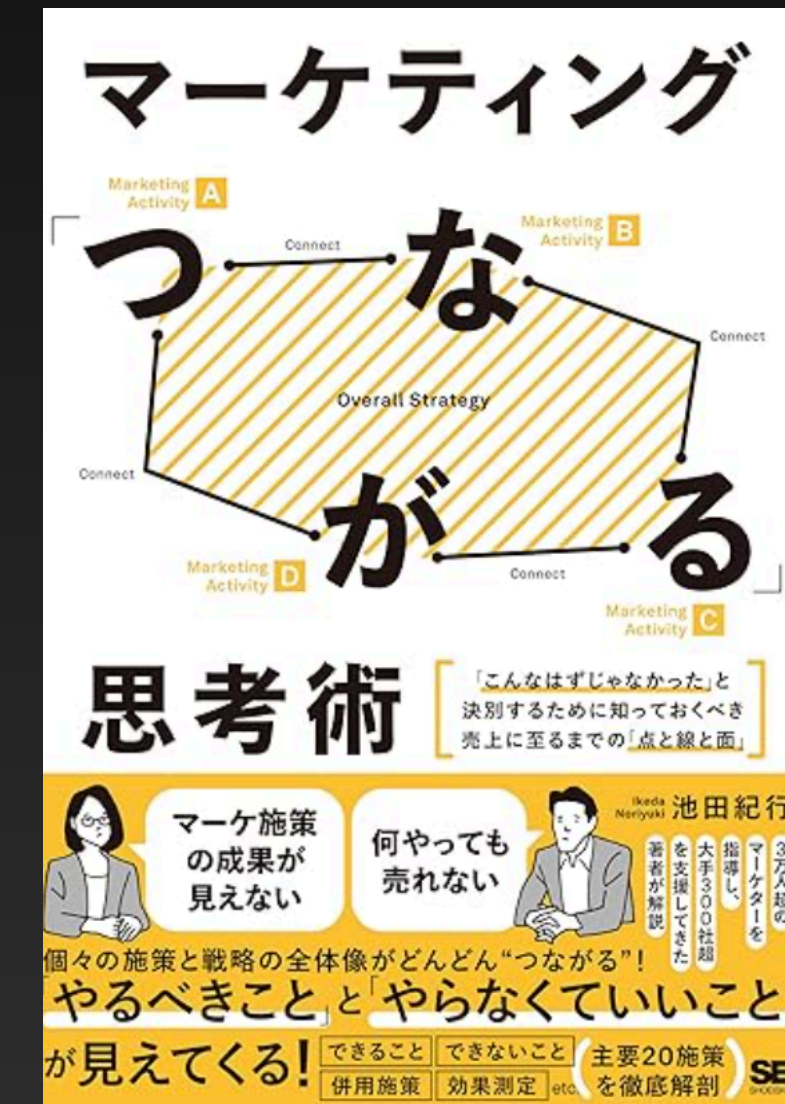 マーケティング
Marketing Activity A
Marketing Activity B
「つながる」
Connect
Connect
Overall Strategy
Connect
Connect
Marketing Activity D
Marketing Activity C
思考術
「こんなはずじゃなかった」と
決別するために知っておくべき
売上に至るまでの「点と線と面」
マーケ施策
の成果が
見えない
何やっても
売れない
Ikeda
Noriyuki
池田紀行
3万人超の
マーケターを
指導し、
大手300社超
を支援してきた
著者が解説
個々の施策と戦略の全体像がどんどん“つながる”!
「やるべきこと」と「やらなくていいこと
が見えてくる!
できること
できないこと
併用施策
効果測定
etc.
主要20施策
を徹底解剖
SE